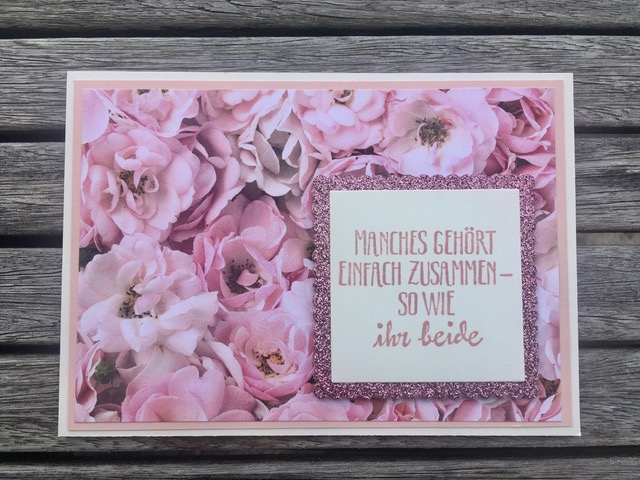 MANCHES GEHÖRT
EINFACH ZUSAMMEN –
SO WIE
ihr beide